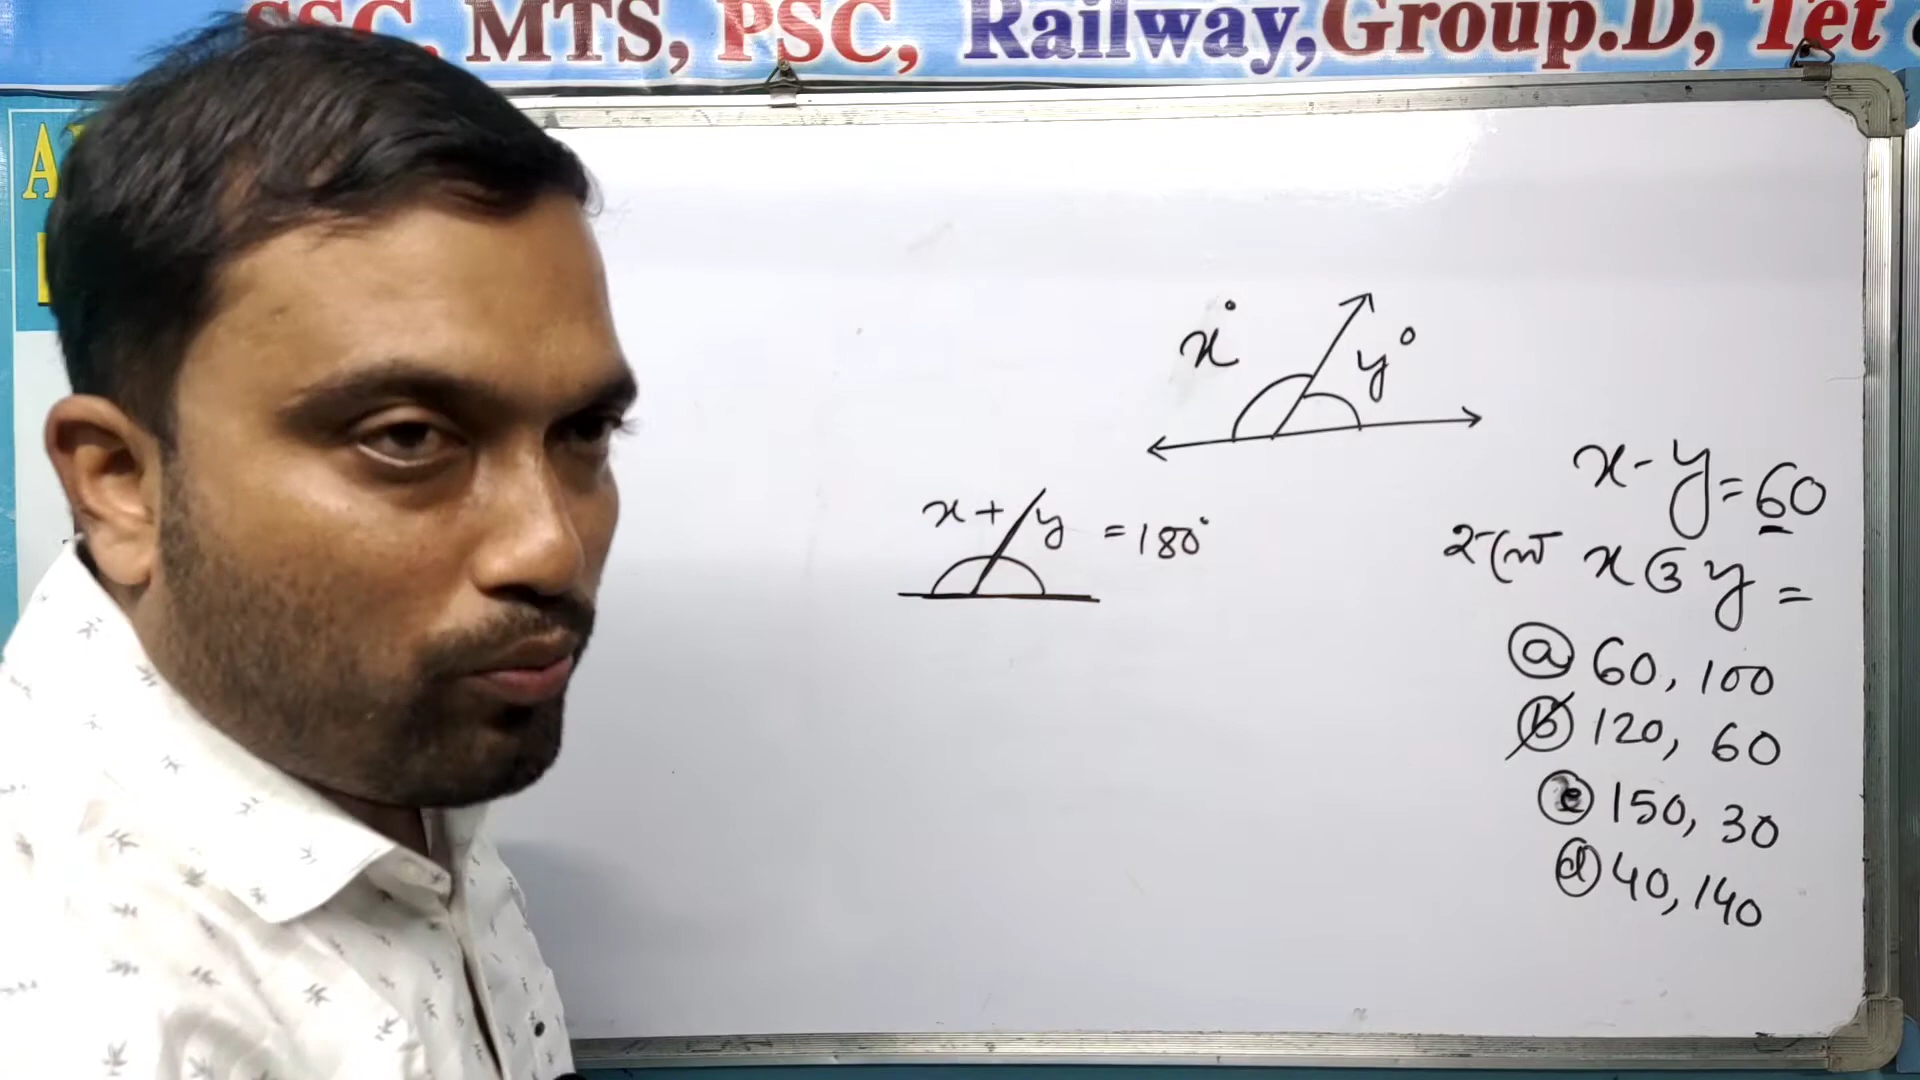 SSC, MTS, PSC, Railway,Group.D, Tet
x° y°
x + y = 180°
x - y = 60
হলে x ও y =
ⓐ 60, 100
ⓑ 120, 60
ⓒ 150, 30
ⓓ 40, 140